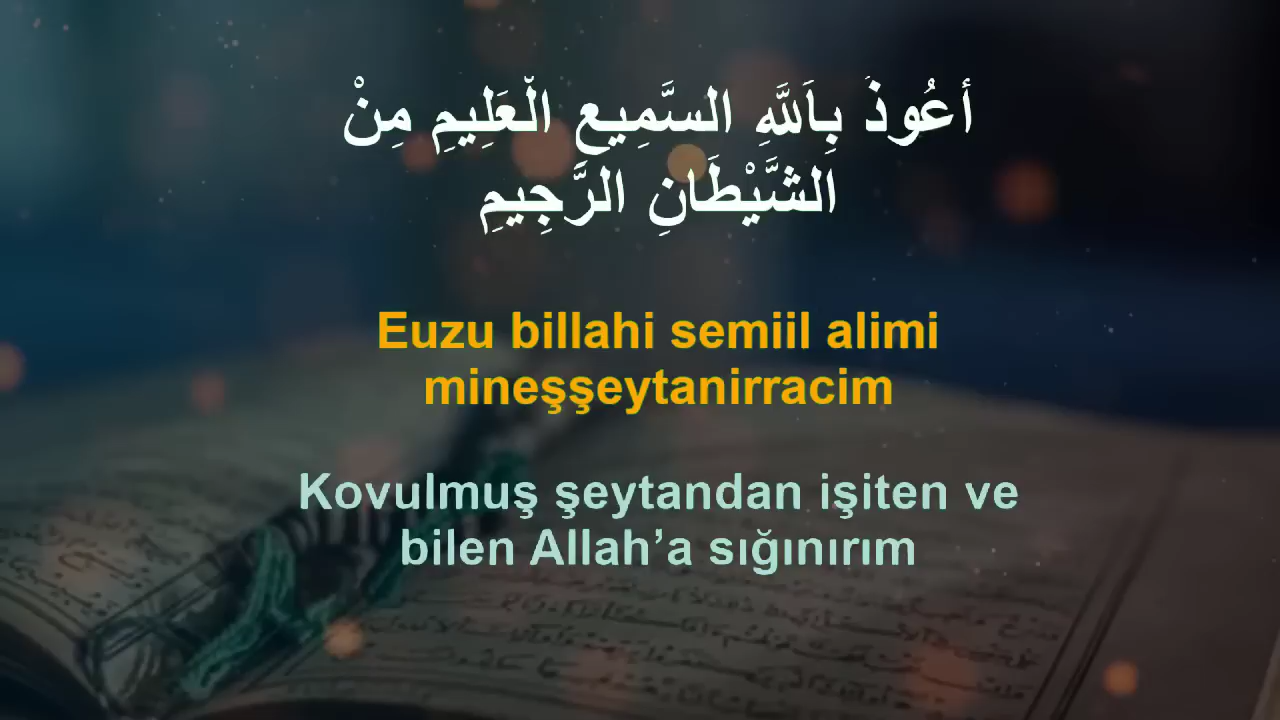 أعُوذَ بِاَللَّهِ السَّمِيعِ الْعَلِيمِ مِنْ
الشَّيْطَانِ الرَّجِيمِ
Euzu billahi semiil alimi
mineşşeytanirracim
Kovulmuş şeytandan işiten ve
bilen Allah’a sığınırım